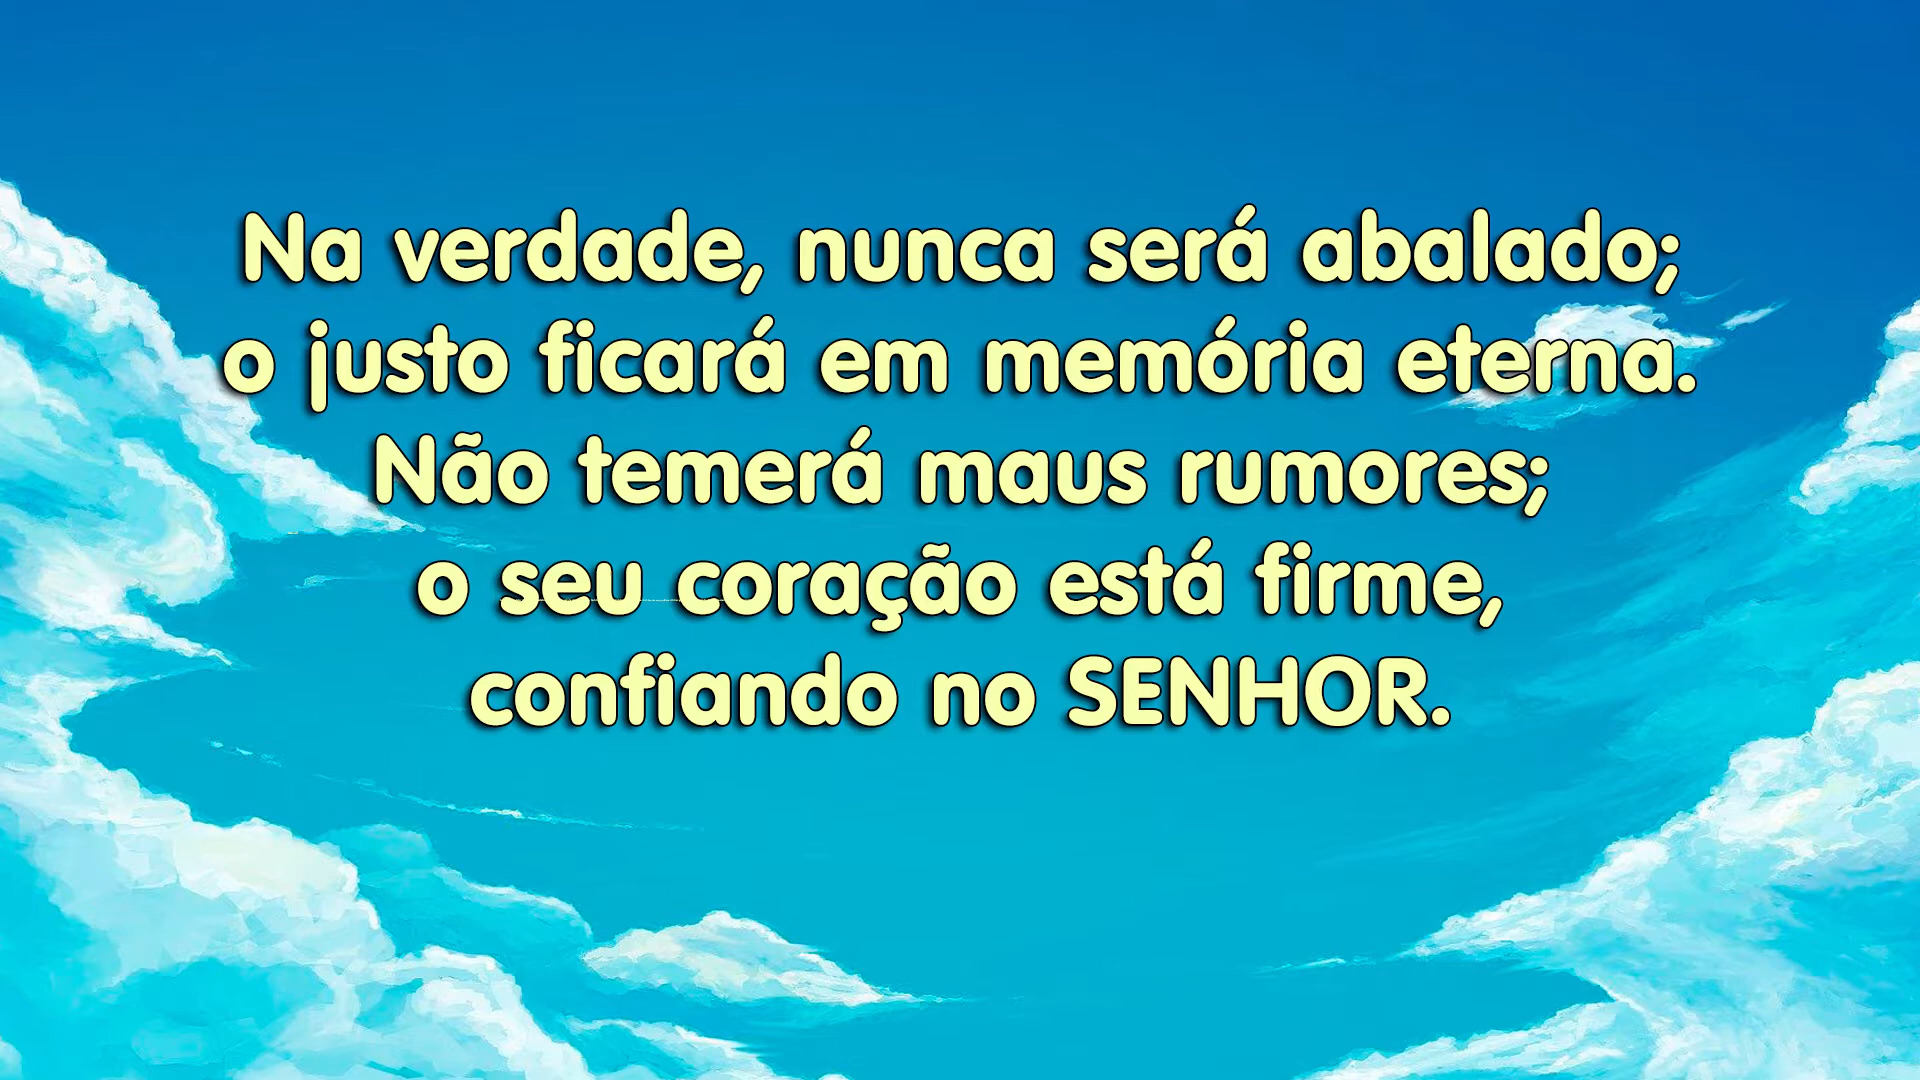 Na verdade, nunca será abalado;
o justo ficará em memória eterna.
Não temerá maus rumores;
o seu coração está firme,
confiando no SENHOR.